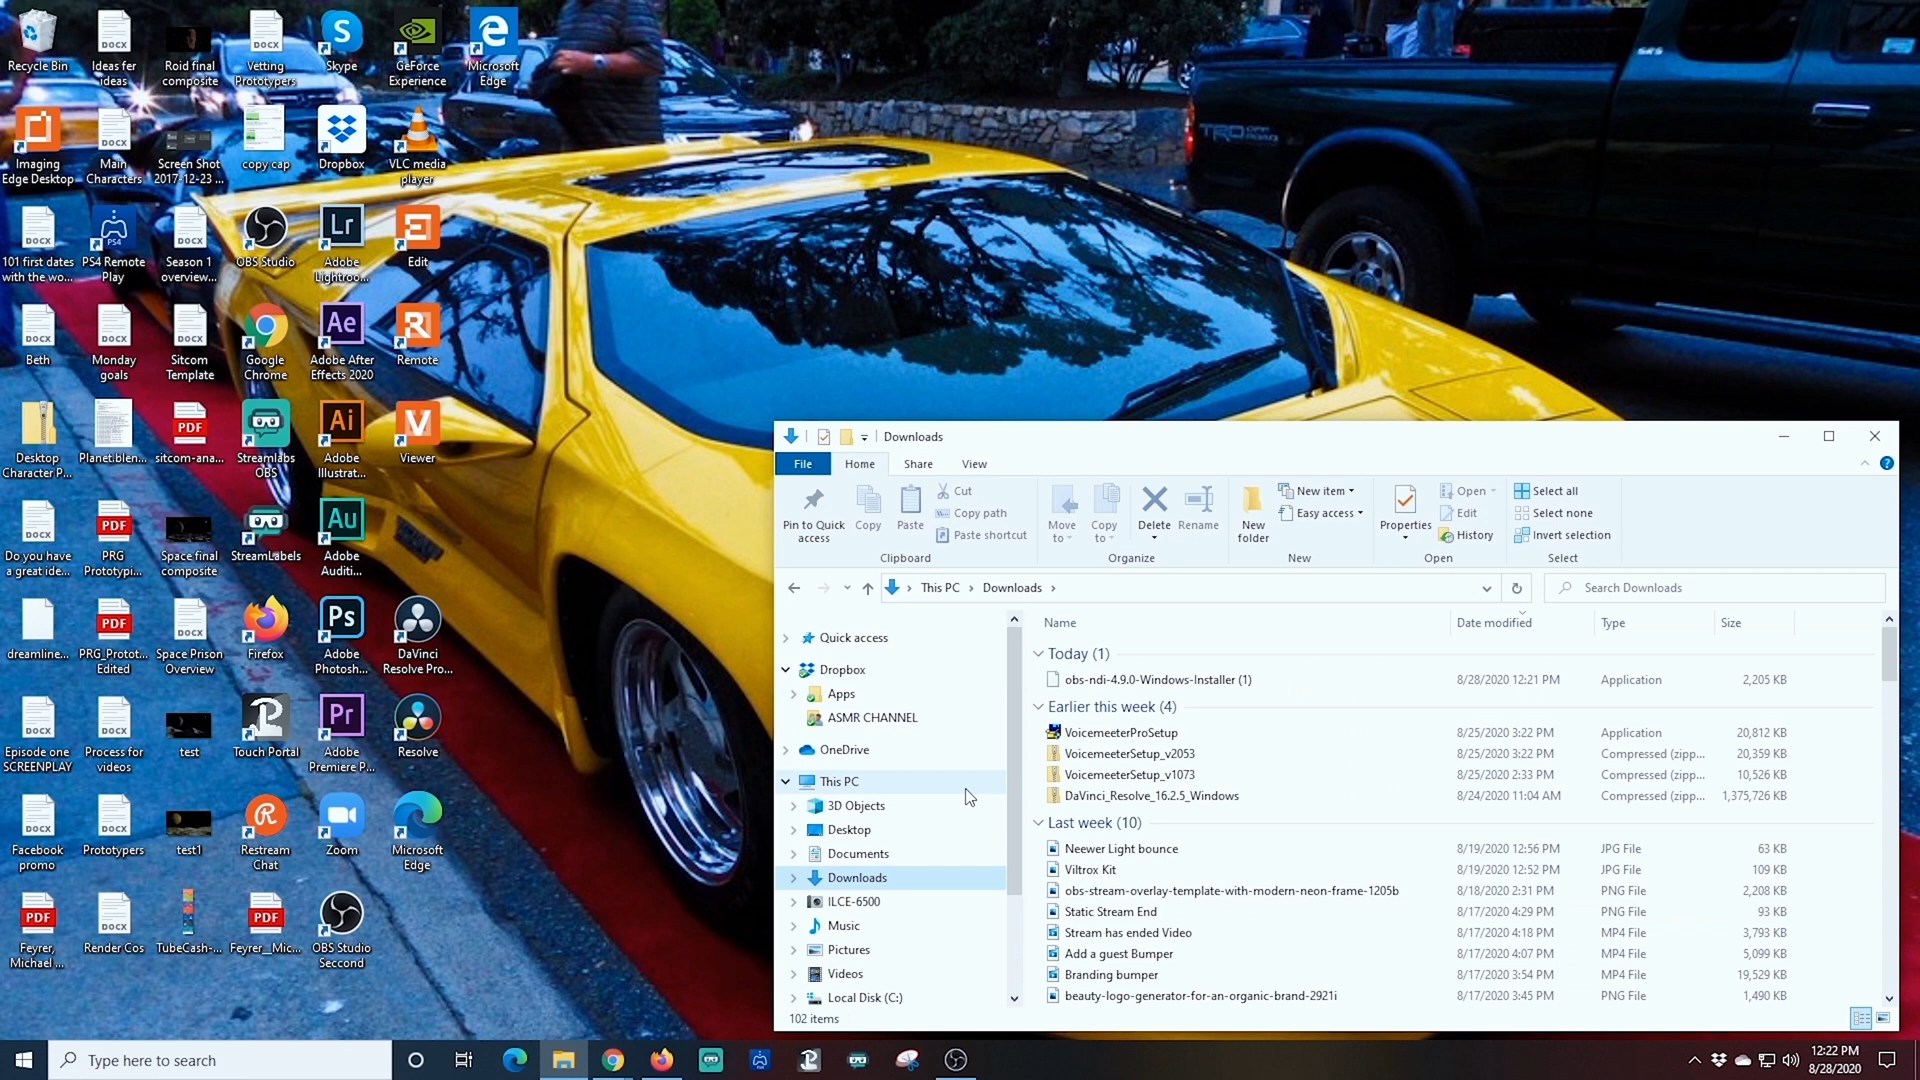 Recycle Bin
Ideas fer
ideas
Roid final
composite
Vetting
Prototypers
Skype
GeForce
Experience
Microsoft
Edge
Imaging
Edge Desktop
Main
Characters
Screen Shot
2017-12-23 ...
copy cap
Dropbox
VLC media
player
101 first dates
with the wo...
PS4 Remote
Play
Season 1
overview...
OBS Studio
Adobe
Lightroo...
Edit
Beth
Monday
goals
Sitcom
Template
Google
Chrome
Adobe After
Effects 2020
Remote
Desktop
Character P...
Planet.blen...
sitcom-ana...
Streamlabs
OBS
Adobe
Illustrat...
Viewer
Do you have
a great ide...
PRG
Prototypi...
Space final
composite
StreamLabels
Adobe
Auditi...
dreamline...
PRG_Protot...
Edited
Space Prison
Overview
Firefox
Adobe
Photosh...
DaVinci
Resolve Pro...
Episode one
SCREENPLAY
Process for
videos
test
Touch Portal
Adobe
Premiere P...
Resolve
Facebook
promo
Prototypers
test1
Restream
Chat
Zoom
Microsoft
Edge
Feyrer,
Michael ...
Render Cos
TubeCash-...
Feyrer__Mic...
OBS Studio
Seccond
SR5
TRD OFF
ROAD
Downloads
File
Home
Share
View
Pin to Quick
access
Copy
Paste
Cut
Copy path
Paste shortcut
Clipboard
Move
to
Copy
to
Delete
Rename
Organize
New
folder
New item
Easy access
New
Properties
Open
Edit
History
Open
Select all
Select none
Invert selection
Select
This PC > Downloads >
Search Downloads
Quick access
Dropbox
Apps
ASMR CHANNEL
OneDrive
This PC
3D Objects
Desktop
Documents
Downloads
ILCE-6500
Music
Pictures
Videos
Local Disk (C:)
102 items
Name Date modified Type Size
Today (1)
obs-ndi-4.9.0-Windows-Installer (1) 8/28/2020 12:21 PM Application 2,205 KB
Earlier this week (4)
VoicemeeterProSetup 8/25/2020 3:22 PM Application 20,812 KB
VoicemeeterSetup_v2053 8/25/2020 3:22 PM Compressed (zipp... 20,359 KB
VoicemeeterSetup_v1073 8/25/2020 2:33 PM Compressed (zipp... 10,526 KB
DaVinci_Resolve_16.2.5_Windows 8/24/2020 11:04 AM Compressed (zipp... 1,375,726 KB
Last week (10)
Neewer Light bounce 8/19/2020 12:56 PM JPG File 63 KB
Viltrox Kit 8/19/2020 12:52 PM JPG File 109 KB
obs-stream-overlay-template-with-modern-neon-frame-1205b 8/18/2020 2:31 PM PNG File 2,208 KB
Static Stream End 8/17/2020 4:29 PM PNG File 93 KB
Stream has ended Video 8/17/2020 4:18 PM MP4 File 3,793 KB
Add a guest Bumper 8/17/2020 4:07 PM MP4 File 5,099 KB
Branding bumper 8/17/2020 3:54 PM MP4 File 19,529 KB
beauty-logo-generator-for-an-organic-brand-2921i 8/17/2020 3:45 PM PNG File 1,490 KB
Type here to search
12:22 PM
8/28/2020